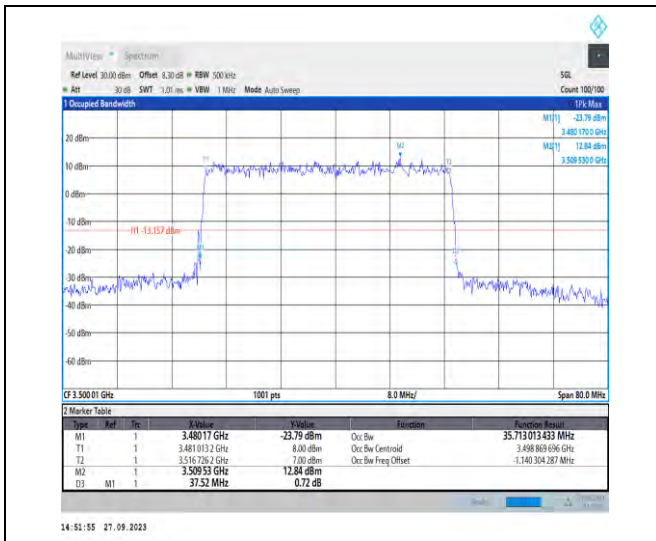 MultiView Spectrum
Ref Level 30.00 dBm Offset 8.30 dB RBW 500 kHz SGL
Att 30 dB SWT 1.01 ms VBW 1 MHz Mode Auto Sweep Count 100/100
1 Occupied Bandwidth 1Pk Max
M1[1] -23.79 dBm
3.480 170 0 GHz
M2[1] 12.84 dBm
3.509 530 0 GHz
20 dBm
M2
T1
T2
10 dBm
0 dBm
-10 dBm
H1 -13.157 dBm
-20 dBm
-30 dBm
-40 dBm
-50 dBm
-60 dBm
CF 3.500 01 GHz 1001 pts 8.0 MHz/ Span 80.0 MHz
2 Marker Table
Type Ref Trc X-Value Y-Value Function Function Result
M1 1 3.48017 GHz -23.79 dBm Occ Bw 35.713 013 433 MHz
T1 1 3.481 013 2 GHz 8.00 dBm Occ Bw Centroid 3.498 869 696 GHz
T2 1 3.516 726 2 GHz 7.00 dBm Occ Bw Freq Offset -1.140 304 287 MHz
M2 1 3.509 53 GHz 12.84 dBm
D3 M1 1 37.52 MHz 0.72 dB
14:51:55 27.09.2023